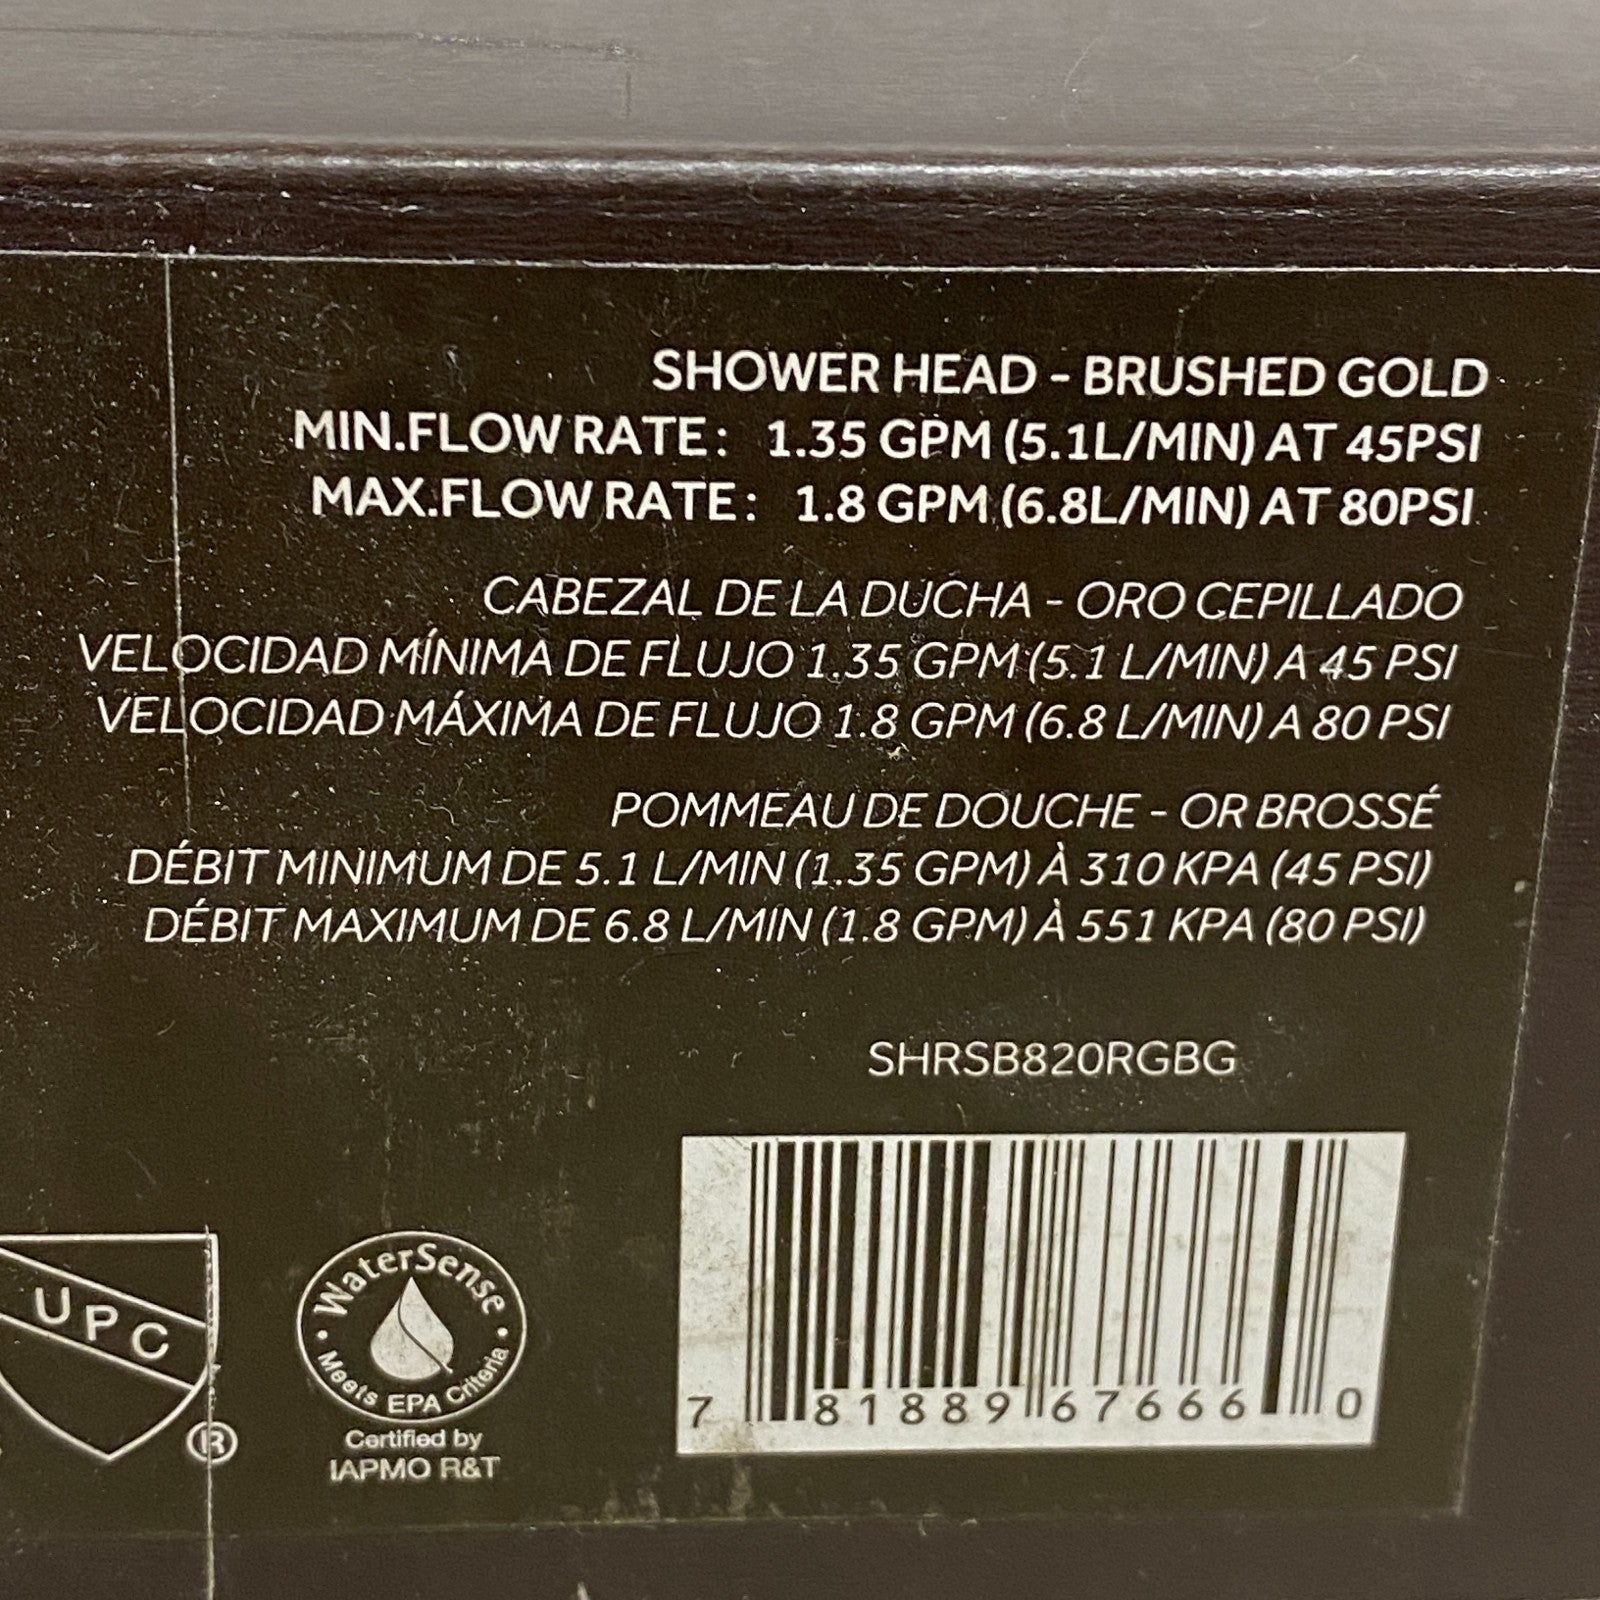 SHOWER HEAD - BRUSHED GOLD
MIN.FLOW RATE: 1.35 GPM (5.1L/MIN) AT 45PSI
MAX.FLOW RATE: 1.8 GPM (6.8L/MIN) AT 80PSI
CABEZAL DE LA DUCHA - ORO CEPILLADO
VELOCIDAD MÍNIMA DE FLUJO 1.35 GPM (5.1 L/MIN) A 45 PSI
VELOCIDAD MÁXIMA DE FLUJO 1.8 GPM (6.8 L/MIN) A 80 PSI
POMMEAU DE DOUCHE - OR BROSSÉ
DÉBIT MINIMUM DE 5.1 L/MIN (1.35 GPM) À 310 KPA (45 PSI)
DÉBIT MAXIMUM DE 6.8 L/MIN (1.8 GPM) À 551 KPA (80 PSI)
SHRSB820RGBG
UPC
®
WaterSense
Meets EPA Criteria
Certified by
IAPMO R&T
7 81889 67666 0